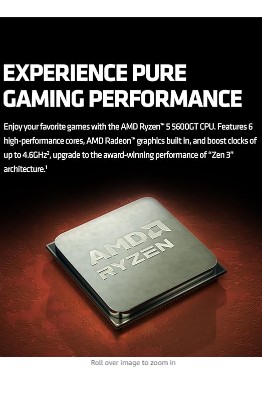 EXPERIENCE PURE
GAMING PERFORMANCE
Enjoy your favorite games with the AMD Ryzen™ 5 5600GT CPU. Features 6
high-performance cores, AMD Radeon™ graphics built in, and boost clocks of
up to 4.6GHz², upgrade to the award-winning performance of "Zen 3"
architecture.¹
AMD
RYZEN
Roll over image to zoom in